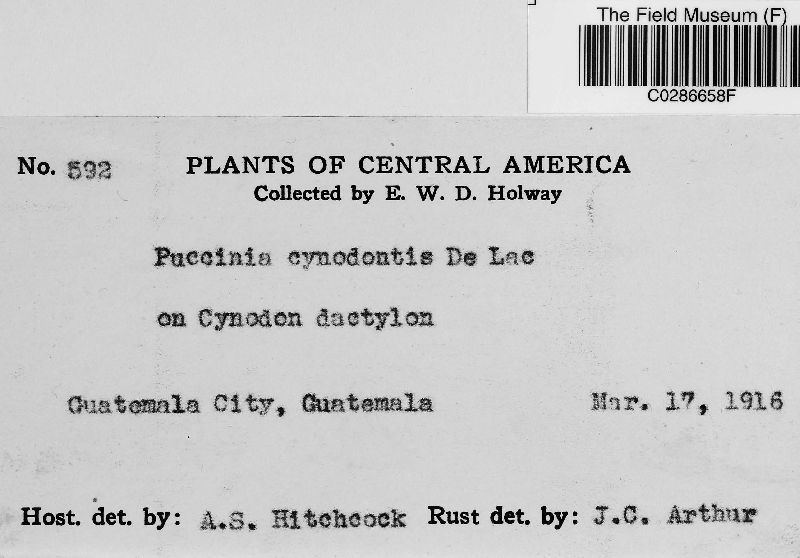 The Field Museum (F)
C0286658F
No. 592 PLANTS OF CENTRAL AMERICA
Collected by E. W. D. Holway
Puccinia cynodontis De Lac
on Cynodon dactylon
Guatemala City, Guatemala Mar. 17, 1916
Host. det. by: A.S. Hitchcock Rust det. by: J.C. Arthur